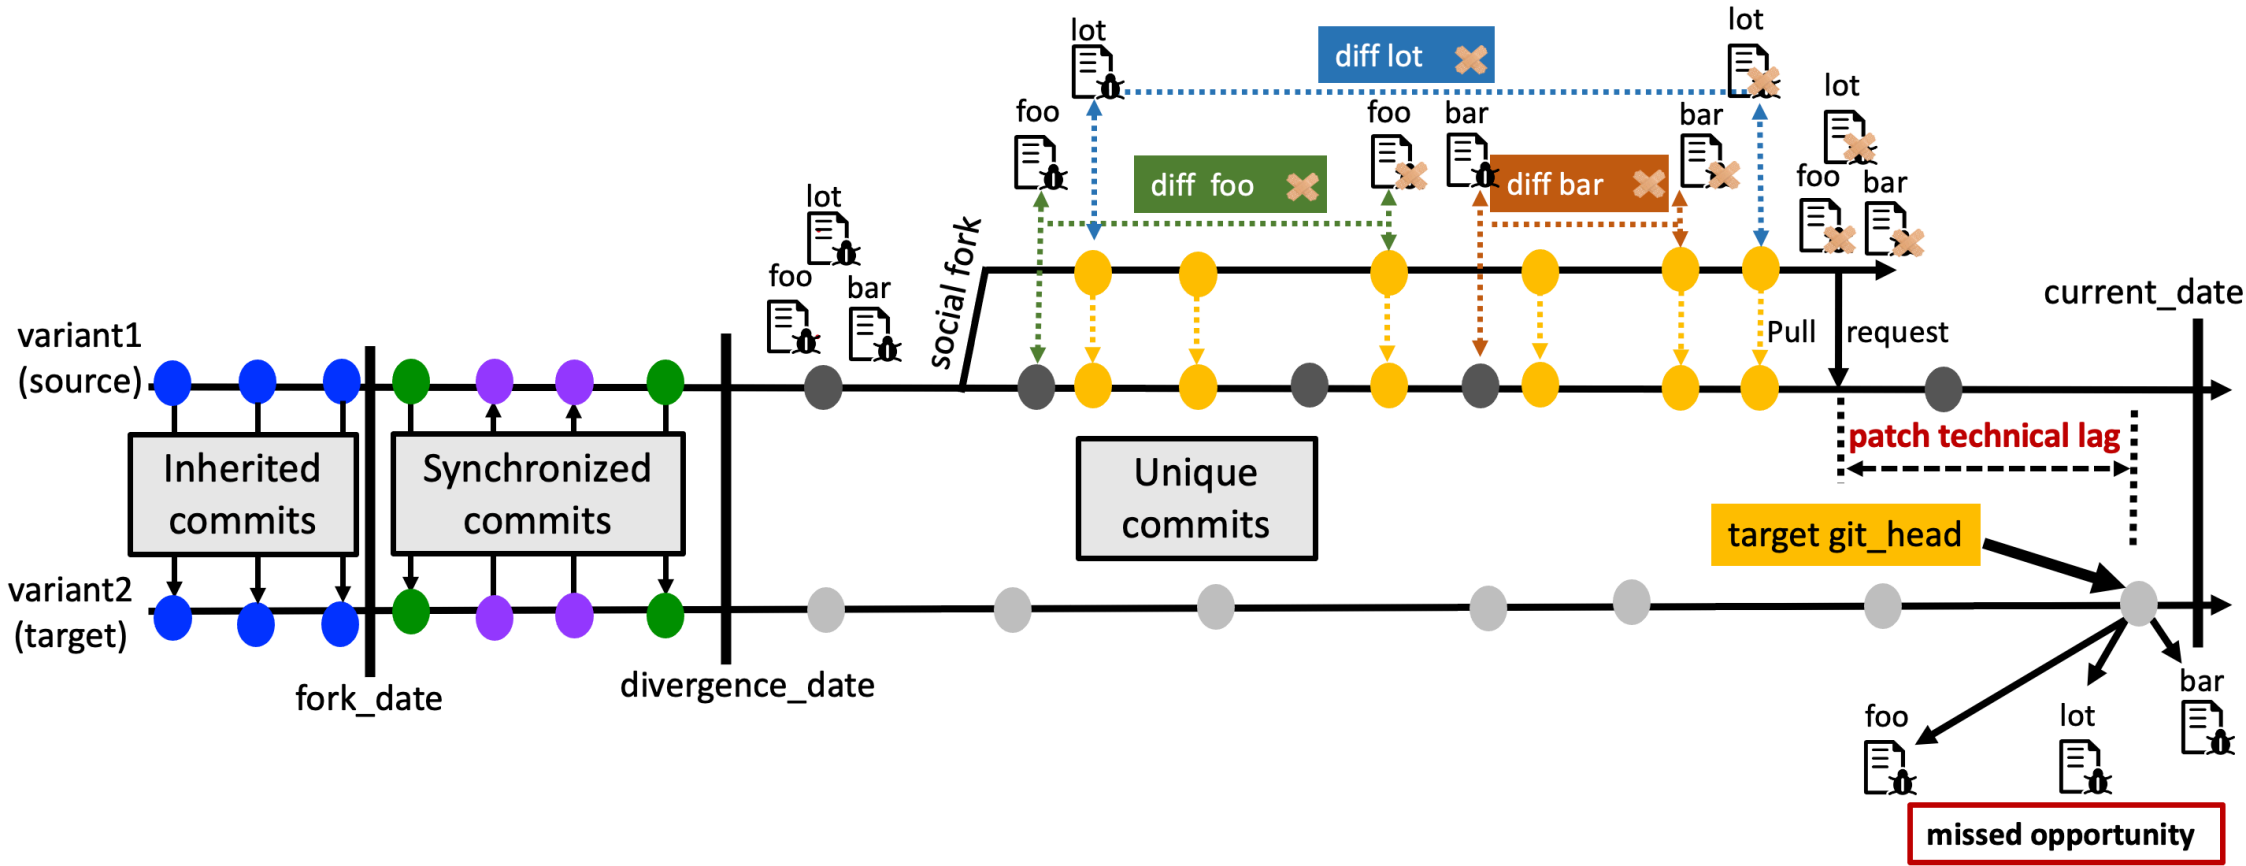 lot
diff lot
lot
lot
foo
foo
bar
bar
diff  foo
diff bar
foo
bar
lot
foo
bar
social fork
current_date
variant1
(source)
Pull
request
patch technical lag
Inherited
commits
Synchronized
commits
Unique
commits
target git_head
variant2
(target)
fork_date
divergence_date
bar
foo
lot
missed opportunity